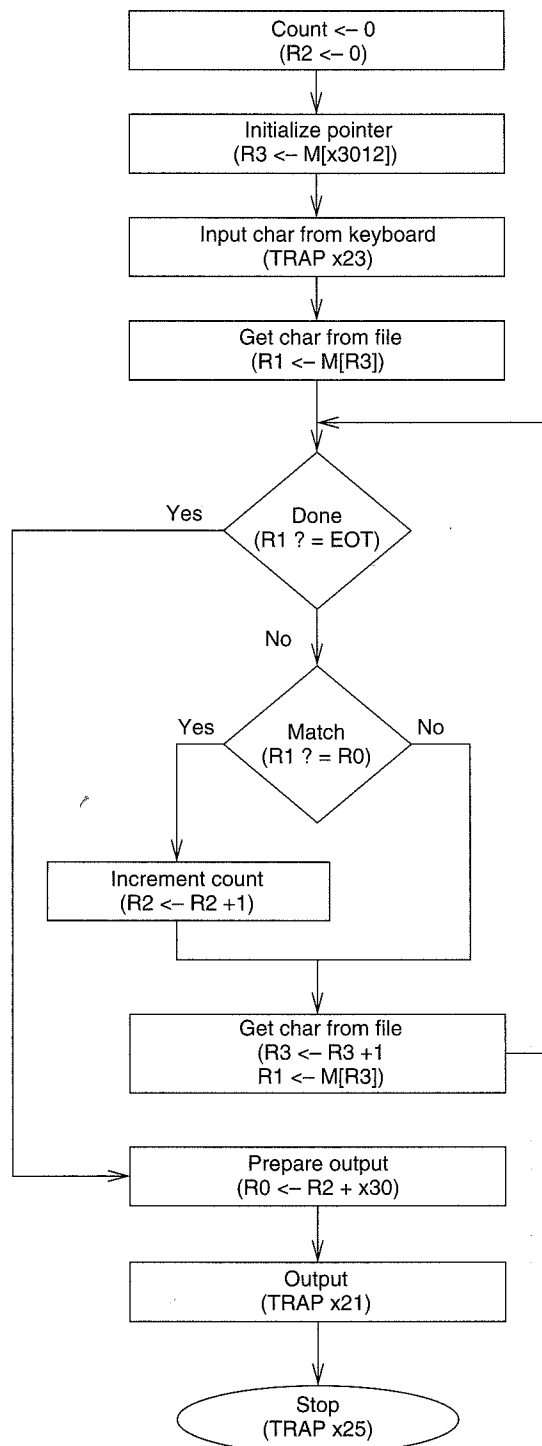 Count <– 0
(R2 <– 0)
Initialize pointer
(R3 <– M[x3012])
Input char from keyboard
(TRAP x23)
Get char from file
(R1 <– M[R3])
Yes
Done
(R1 ? = EOT)
No
Yes
Match
(R1 ? = R0)
No
Increment count
(R2 <– R2 +1)
Get char from file
(R3 <– R3 +1
R1 <– M[R3])
Prepare output
(R0 <– R2 + x30)
Output
(TRAP x21)
Stop
(TRAP x25)